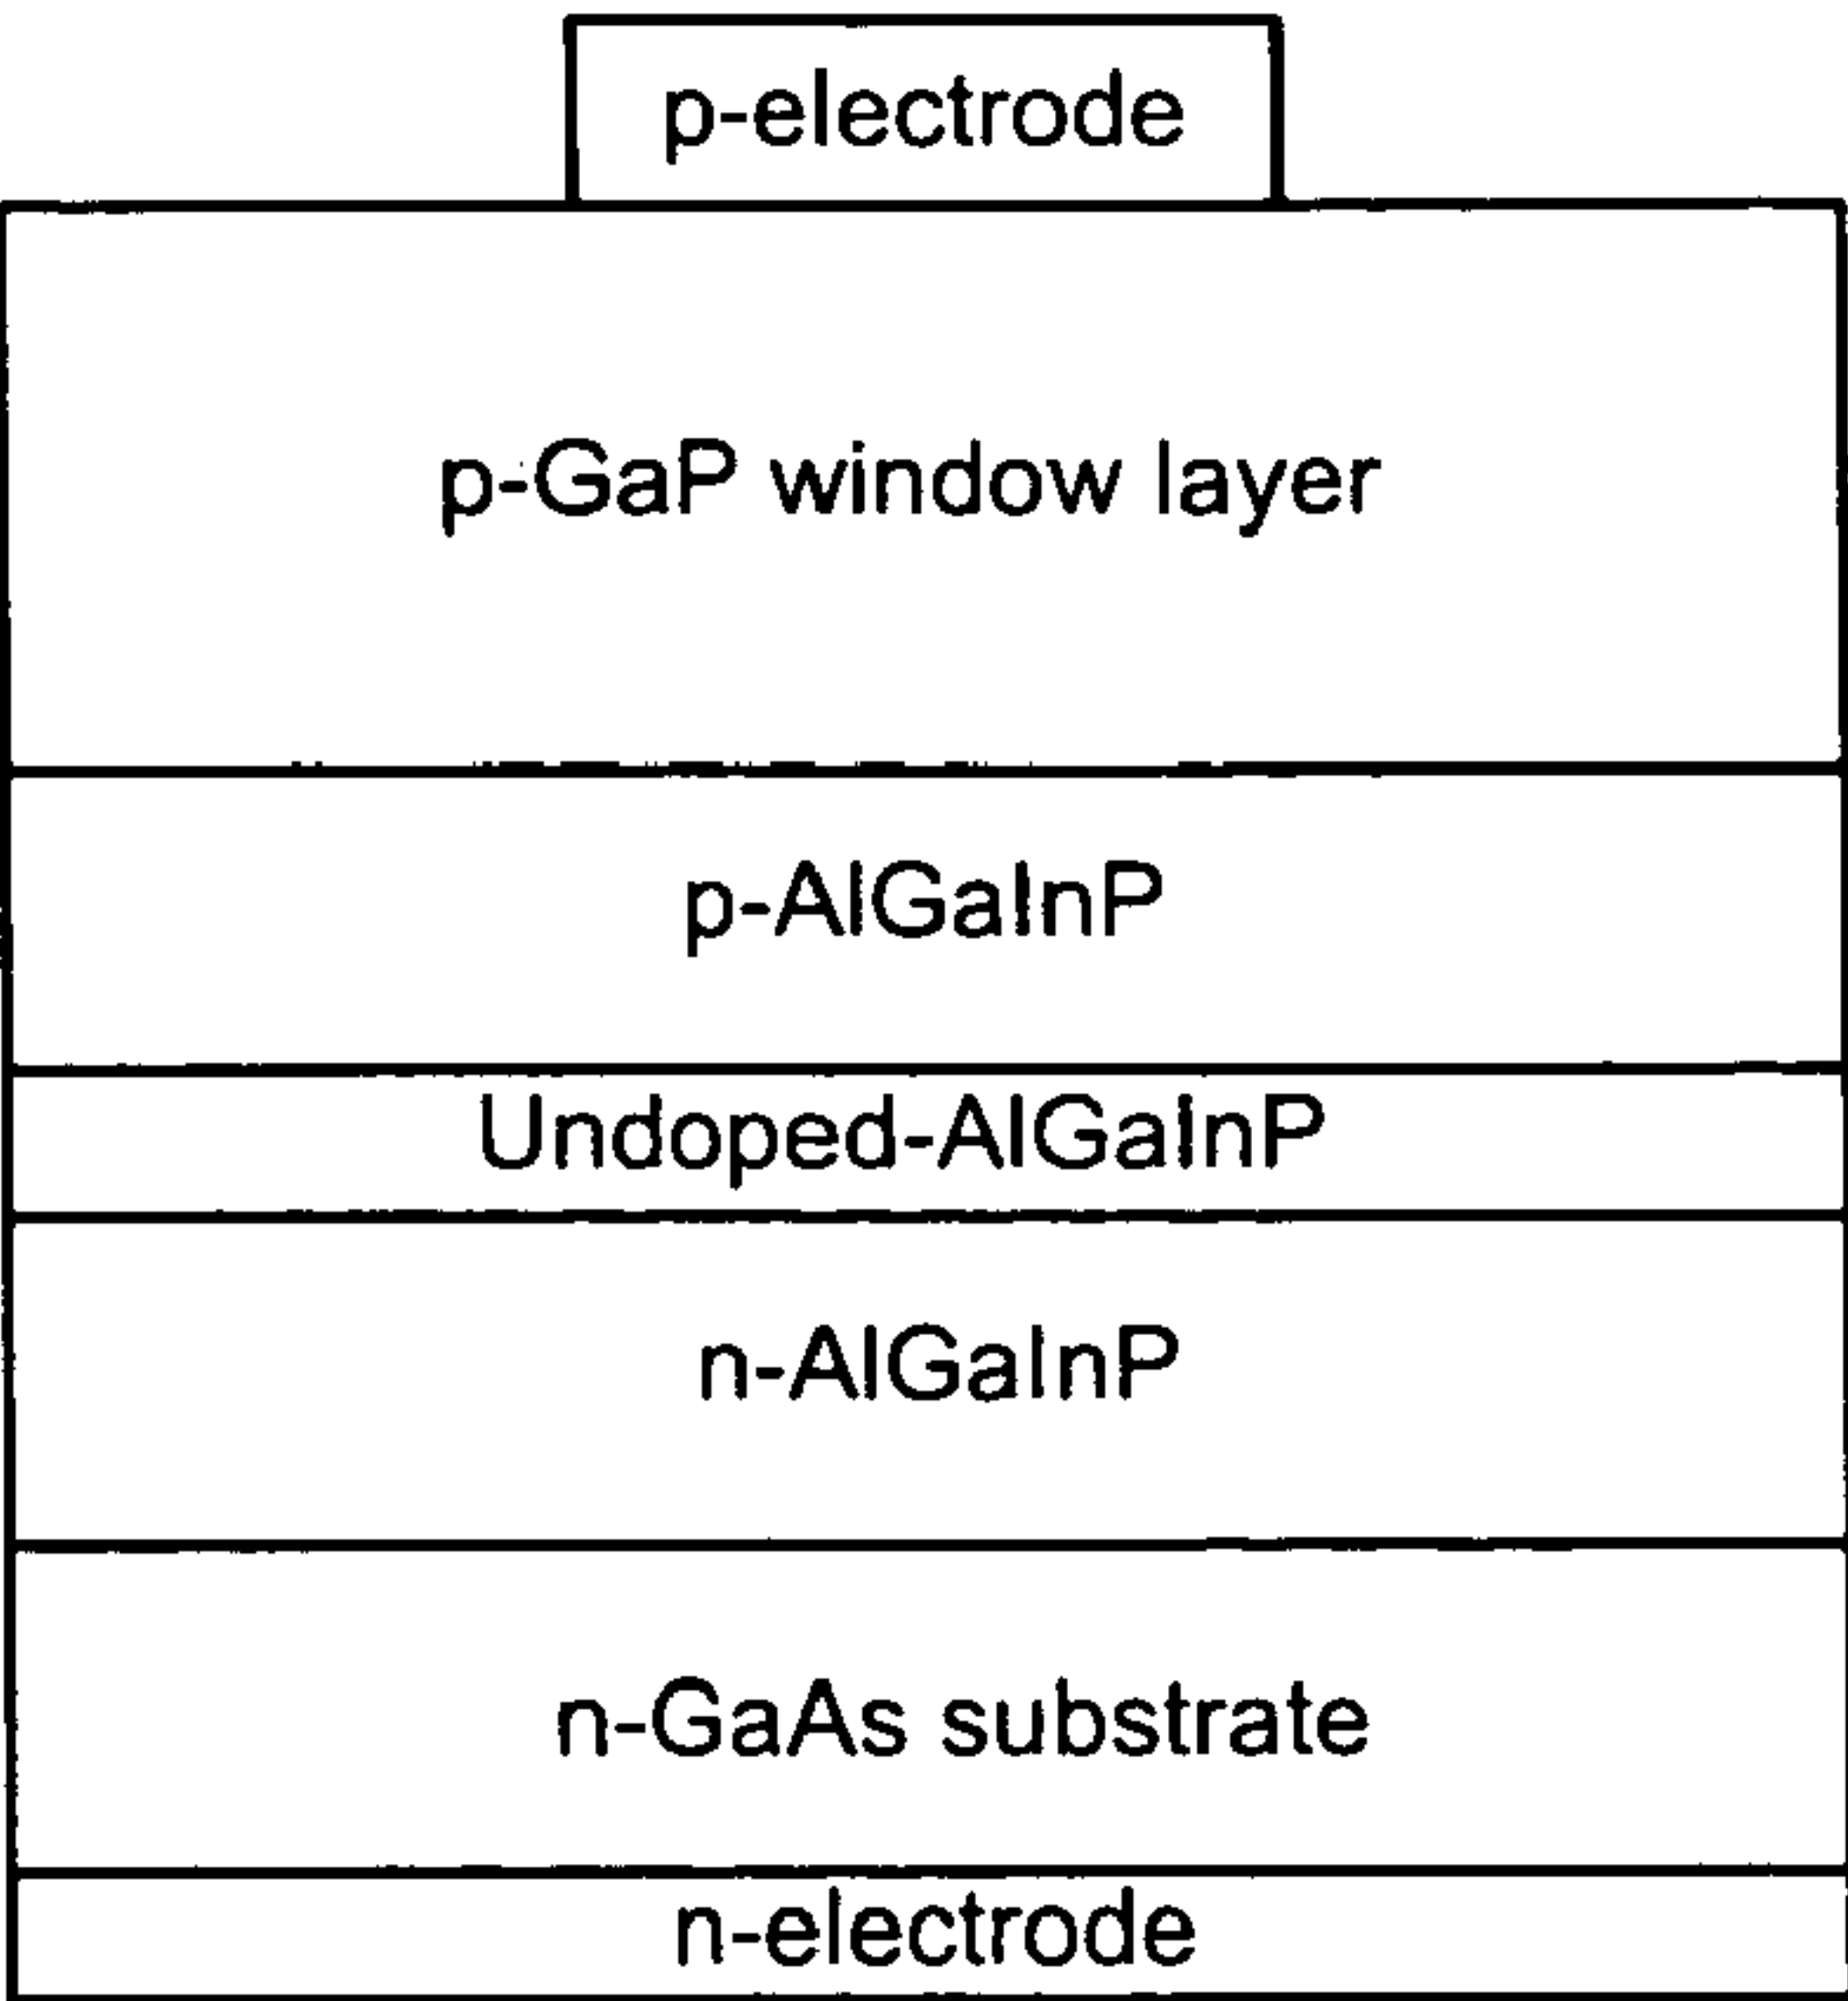 p-electrode
p-GaP window layer
p-AlGaInP
Undoped-AlGaInP
n-AlGaInP
n-GaAs substrate
n-electrode